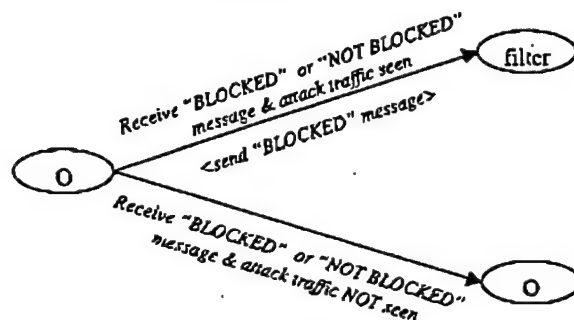 Receive "BLOCKED" or "NOT BLOCKED"
message & attack traffic seen
filter
<send "BLOCKED" message>
O
Receive "BLOCKED" or "NOT BLOCKED"
message & attack traffic NOT seen
O